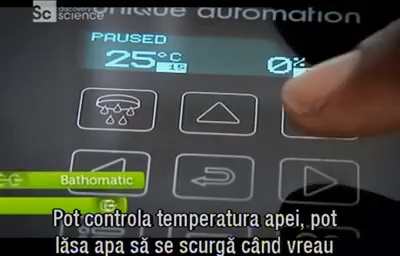 Sc discovery
science
unique automation
PAUSED
25°C 0%
Bathomatic
Pot controla temperatura apei, pot
lăsa apa să se scurgă când vreau